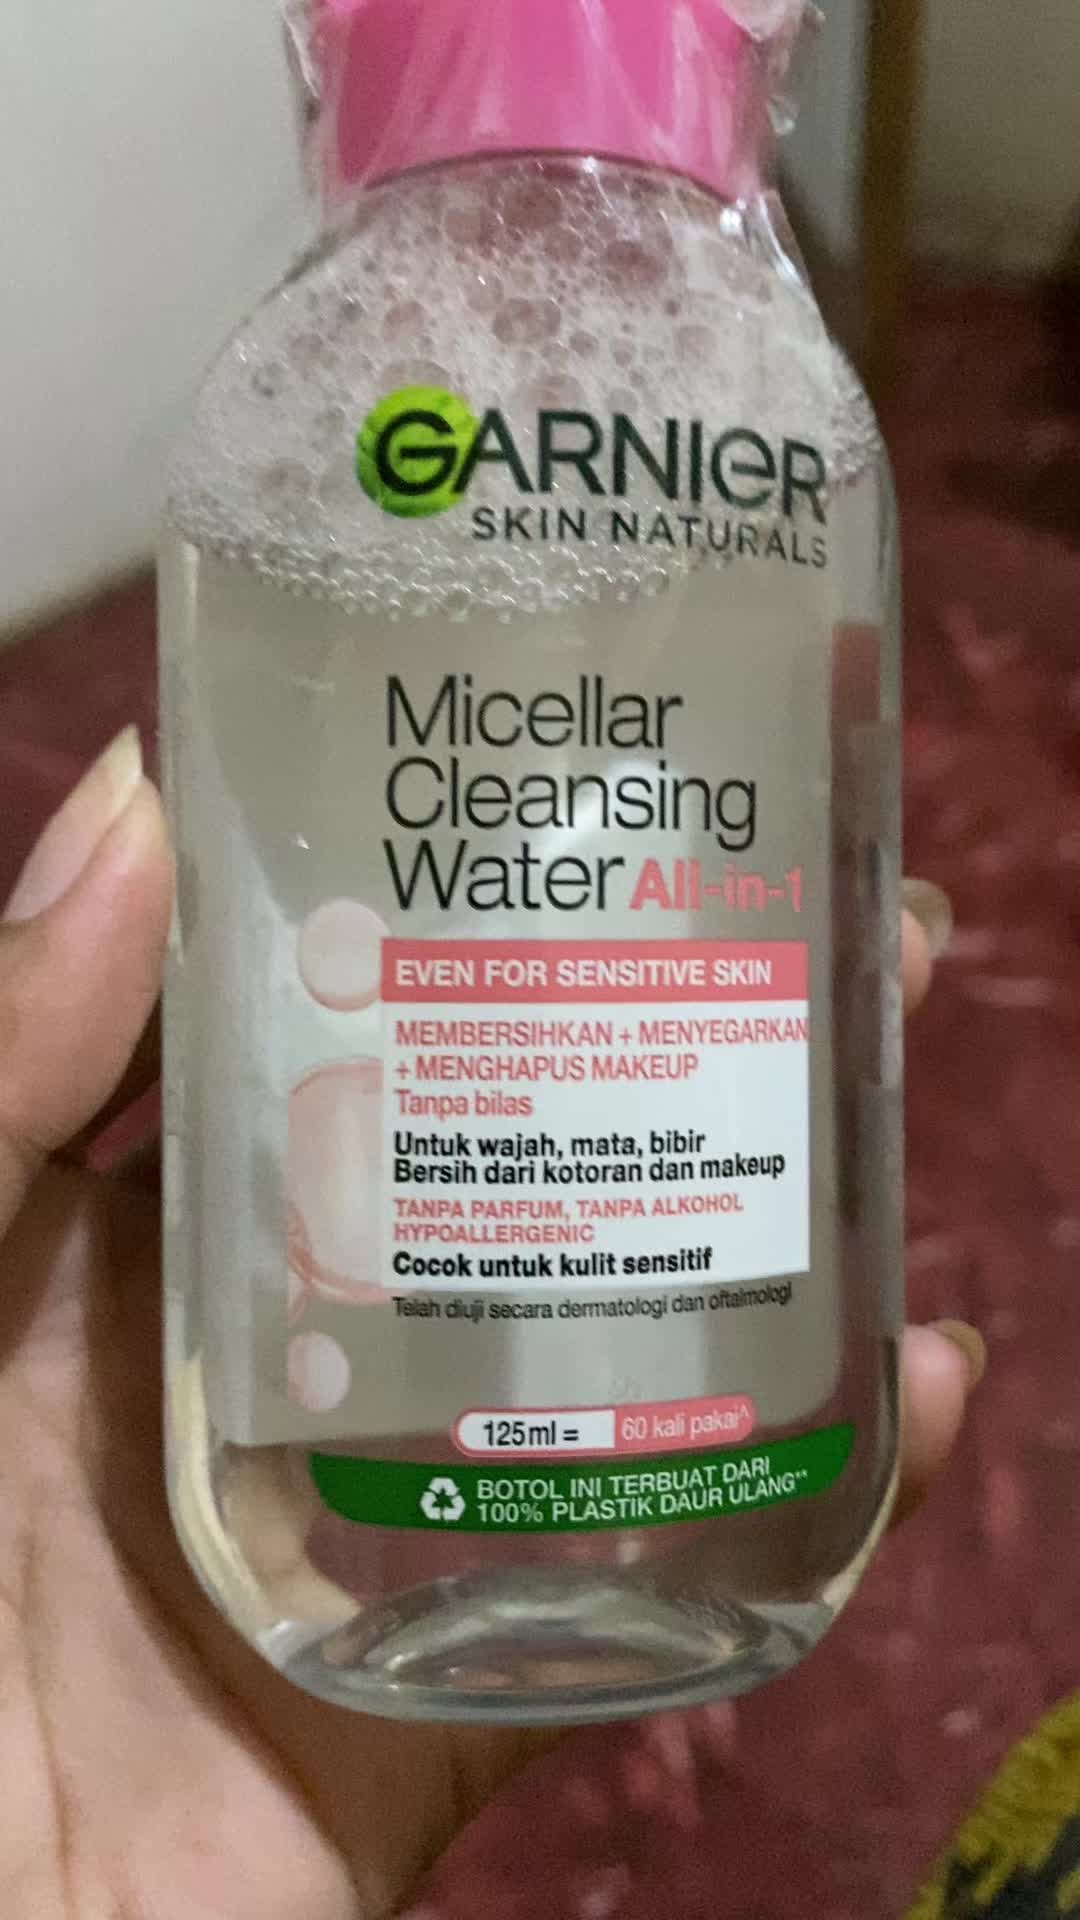 GARNIER
SKIN NATURALS
Micellar
Cleansing
Water All-in-1
EVEN FOR SENSITIVE SKIN
MEMBERSIHKAN + MENYEGARKAN
+ MENGHAPUS MAKEUP
Tanpa bilas
Untuk wajah, mata, bibir
Bersih dari kotoran dan makeup
TANPA PARFUM, TANPA ALKOHOL
HYPOALLERGENIC
Cocok untuk kulit sensitif
Telah diuji secara dermatologi dan oftalmologi
125ml = 60 kali pakai^
BOTOL INI TERBUAT DARI
100% PLASTIK DAUR ULANG**